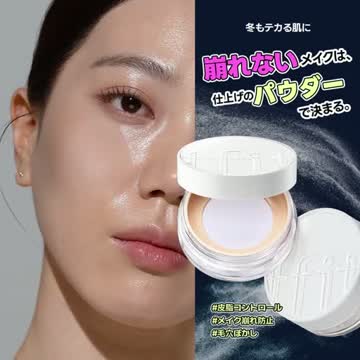 冬もテカる肌に
崩れないメイクは、
仕上げのパウダー
で決まる。
#皮脂コントロール
#メイク崩れ防止
#毛穴ぼかし